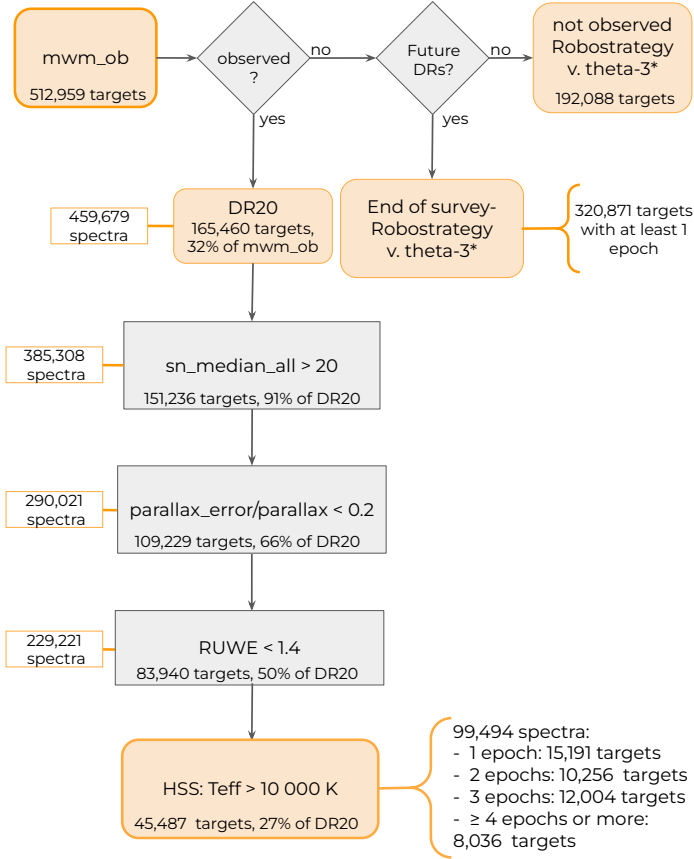 mwm_ob
512,959 targets
observed
?
no
yes
Future
DRs?
no
yes
not observed
Robostrategy
v. theta-3*
192,088 targets
459,679
spectra
DR20
165,460 targets,
32% of mwm_ob
End of survey-
Robostrategy
v. theta-3*
320,871 targets
with at least 1
epoch
385,308
spectra
sn_median_all > 20
151,236 targets, 91% of DR20
290,021
spectra
parallax_error/parallax < 0.2
109,229 targets, 66% of DR20
229,221
spectra
RUWE < 1.4
83,940 targets, 50% of DR20
HSS: Teff > 10 000 K
45,487 targets, 27% of DR20
99,494 spectra:
- 1 epoch: 15,191 targets
- 2 epochs: 10,256 targets
- 3 epochs: 12,004 targets
- ≥ 4 epochs or more:
8,036 targets